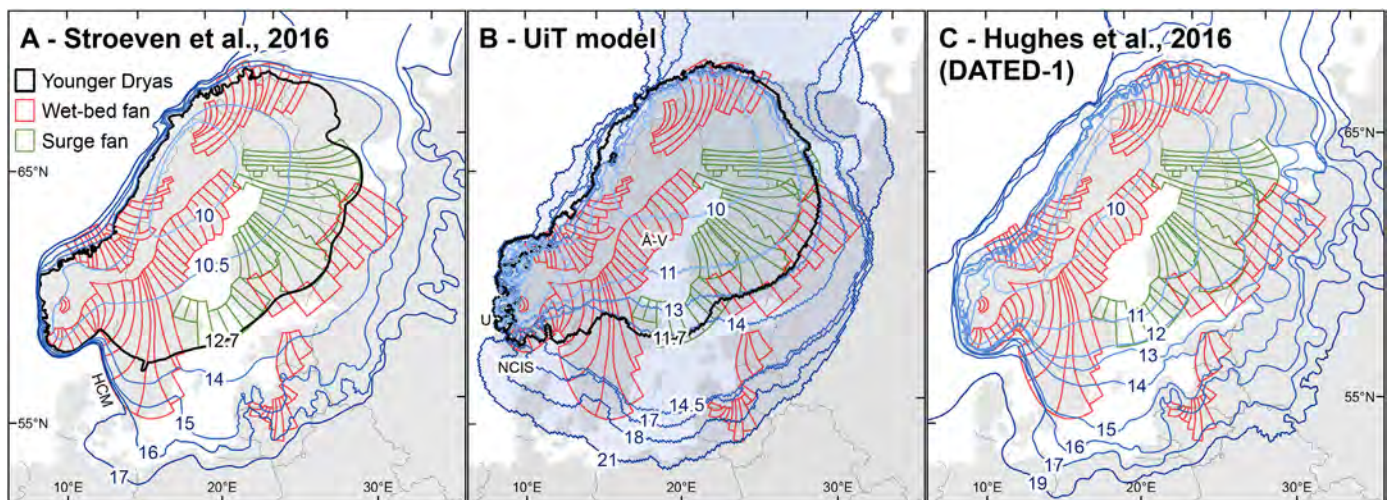 A - Stroeven et al., 2016
Younger Dryas
Wet-bed fan
Surge fan
65°N
55°N
HCM
10
10.5
12.7
14
15
16
17
10°E
20°E
30°E
B - UiT model
Å-V
U
NCIS
10
11
13
14
11.7
14.5
17
18
21
10°E
20°E
30°E
C - Hughes et al., 2016
(DATED-1)
65°N
55°N
10
11
12
13
14
15
16
17
19
10°E
20°E
30°E